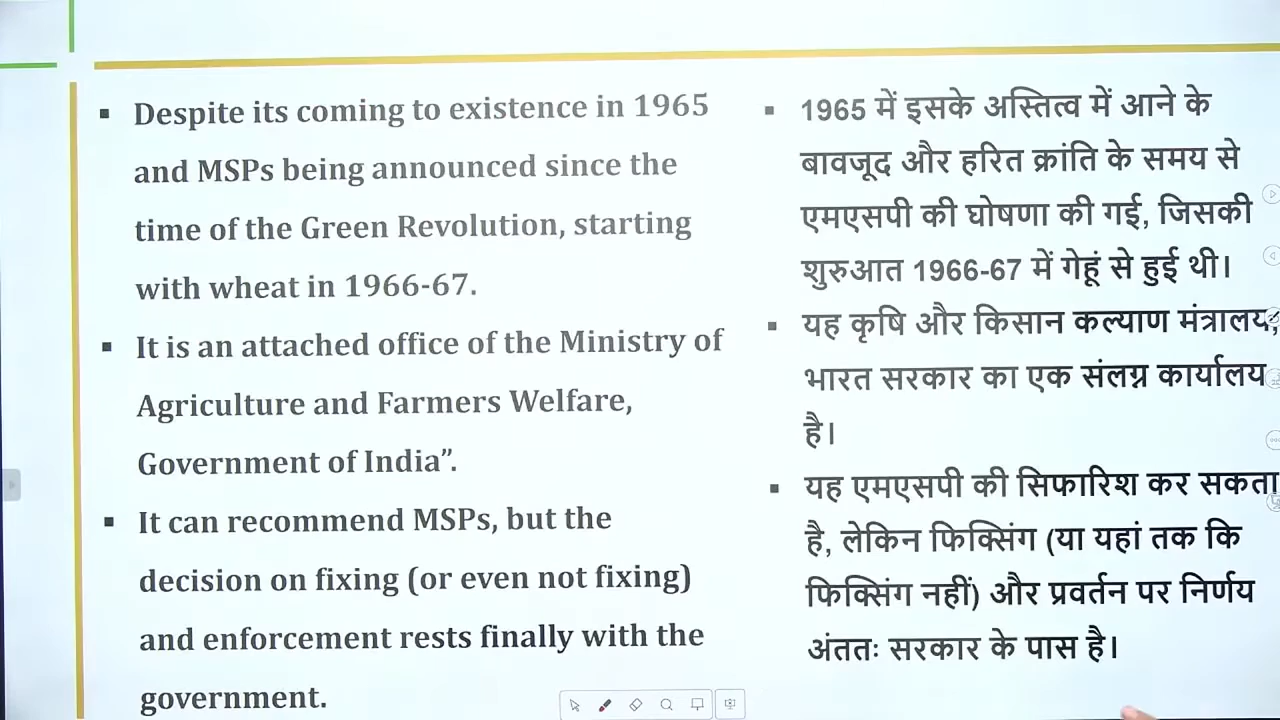 ▪ Despite its coming to existence in 1965
and MSPs being announced since the
time of the Green Revolution, starting
with wheat in 1966-67.
▪ It is an attached office of the Ministry of
Agriculture and Farmers Welfare,
Government of India”.
▪ It can recommend MSPs, but the
decision on fixing (or even not fixing)
and enforcement rests finally with the
government.
▪ 1965 में इसके अस्तित्व में आने के
बावजूद और हरित क्रांति के समय से
एमएसपी की घोषणा की गई, जिसकी
शुरुआत 1966-67 में गेहूं से हुई थी।
▪ यह कृषि और किसान कल्याण मंत्रालय,
भारत सरकार का एक संलग्न कार्यालय
है।
▪ यह एमएसपी की सिफारिश कर सकता
है, लेकिन फिक्सिंग (या यहां तक कि
फिक्सिंग नहीं) और प्रवर्तन पर निर्णय
अंततः सरकार के पास है।